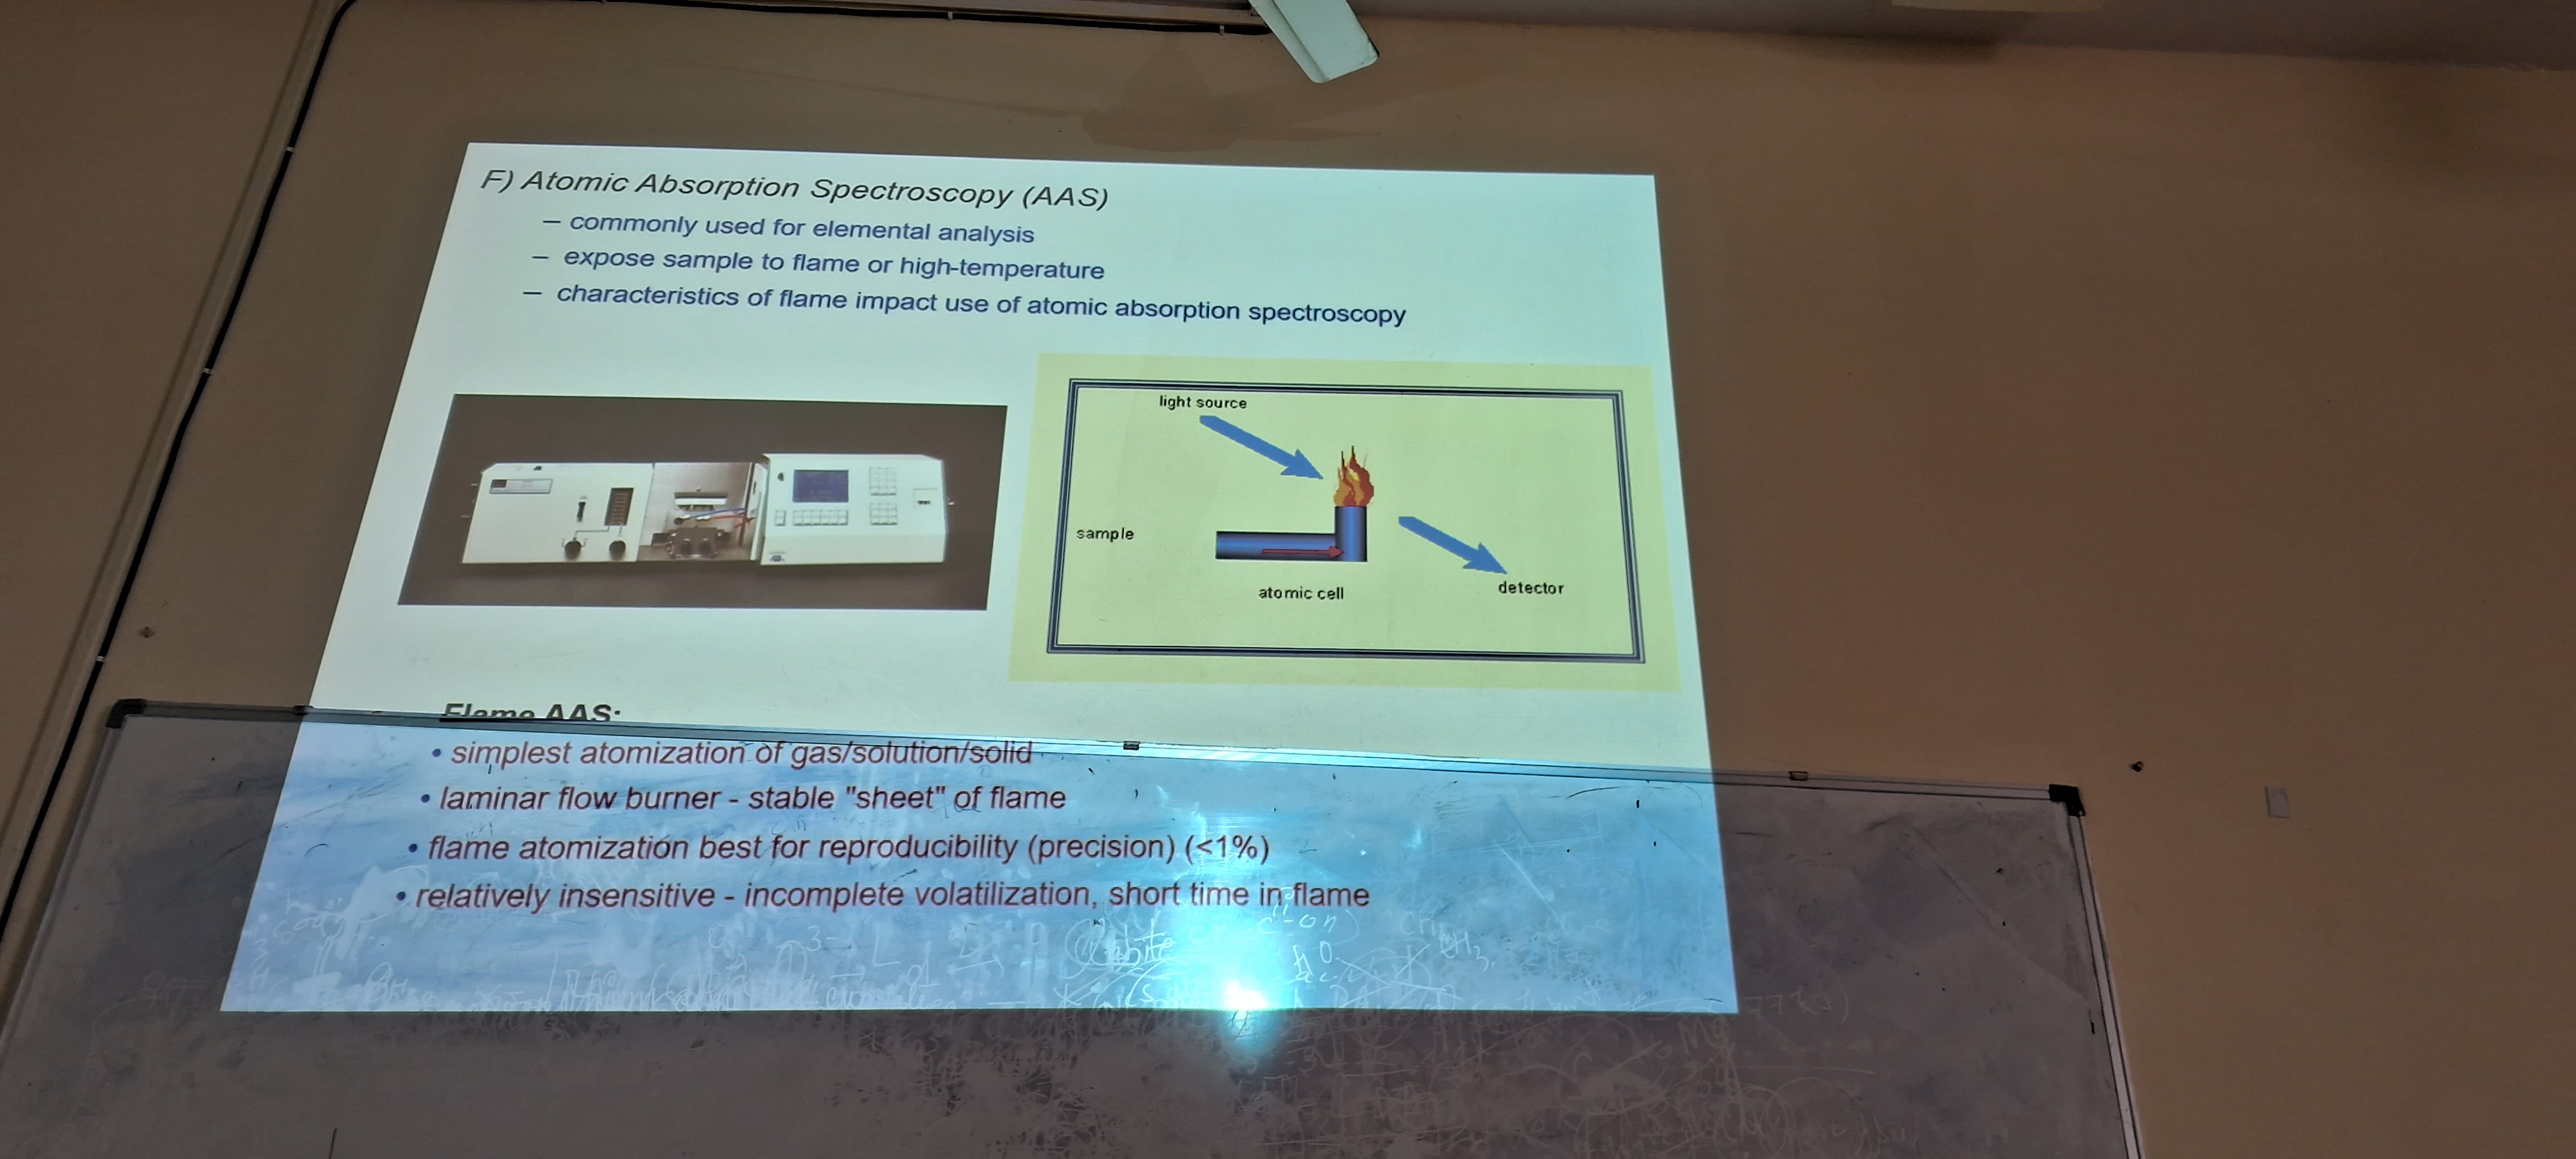 F) Atomic Absorption Spectroscopy (AAS)
– commonly used for elemental analysis
– expose sample to flame or high-temperature
– characteristics of flame impact use of atomic absorption spectroscopy
light source
sample
atomic cell
detector
Flame AAS:
• simplest atomization of gas/solution/solid
• laminar flow burner - stable "sheet" of flame
• flame atomization best for reproducibility (precision) (<1%)
• relatively insensitive - incomplete volatilization, short time in flame